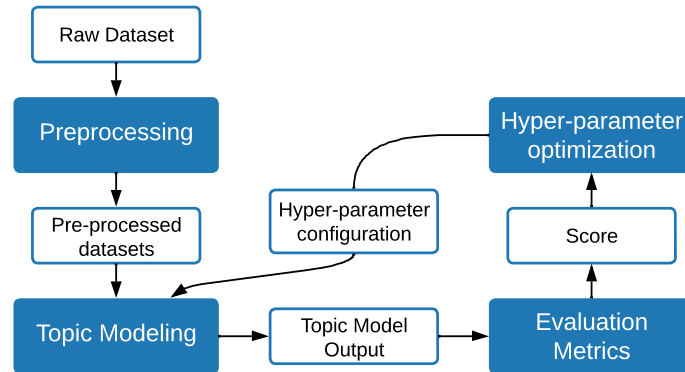 Raw Dataset
Preprocessing
Pre-processed
datasets
Topic Modeling
Hyper-parameter
configuration
Topic Model
Output
Hyper-parameter
optimization
Score
Evaluation
Metrics